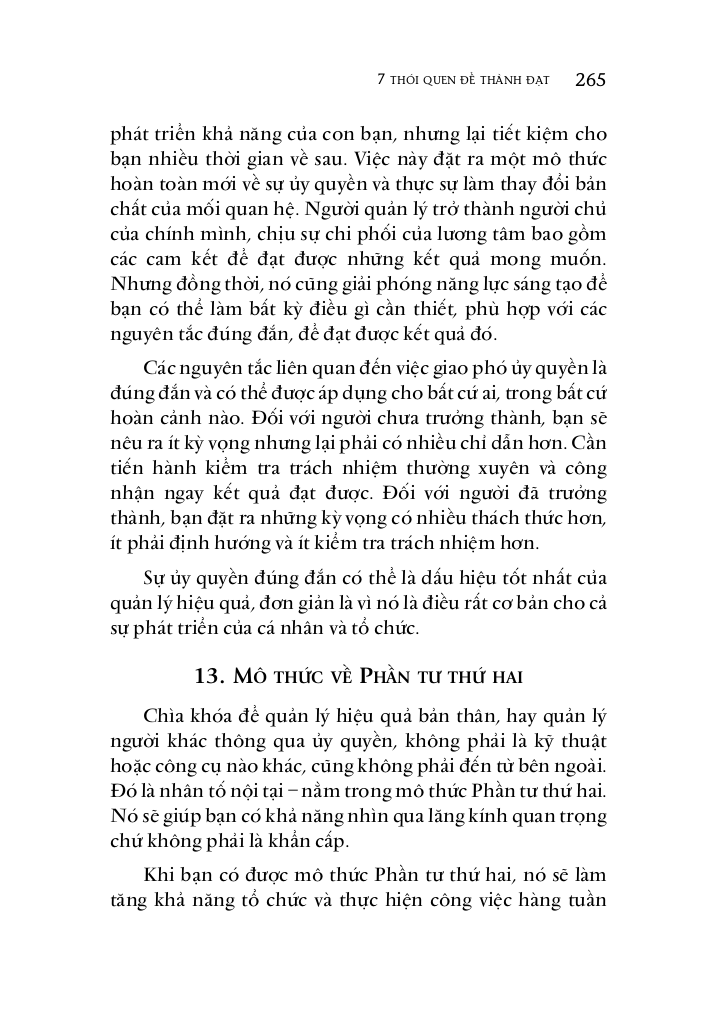 7 THÓI QUEN ĐỂ THÀNH ĐẠT 265
phát triển khả năng của con bạn, nhưng lại tiết kiệm cho
bạn nhiều thời gian về sau. Việc này đặt ra một mô thức
hoàn toàn mới về sự ủy quyền và thực sự làm thay đổi bản
chất của mối quan hệ. Người quản lý trở thành người chủ
của chính mình, chịu sự chi phối của lương tâm bao gồm
các cam kết để đạt được những kết quả mong muốn.
Nhưng đồng thời, nó cũng giải phóng năng lực sáng tạo để
bạn có thể làm bất kỳ điều gì cần thiết, phù hợp với các
nguyên tắc đúng đắn, để đạt được kết quả đó.
Các nguyên tắc liên quan đến việc giao phó ủy quyền là
đúng đắn và có thể được áp dụng cho bất cứ ai, trong bất cứ
hoàn cảnh nào. Đối với người chưa trưởng thành, bạn sẽ
nêu ra ít kỳ vọng nhưng lại phải có nhiều chỉ dẫn hơn. Cần
tiến hành kiểm tra trách nhiệm thường xuyên và công
nhận ngay kết quả đạt được. Đối với người đã trưởng
thành, bạn đặt ra những kỳ vọng có nhiều thách thức hơn,
ít phải định hướng và ít kiểm tra trách nhiệm hơn.
Sự ủy quyền đúng đắn có thể là dấu hiệu tốt nhất của
quản lý hiệu quả, đơn giản là vì nó là điều rất cơ bản cho cả
sự phát triển của cá nhân và tổ chức.
13. MÔ THỨC VỀ PHẦN TƯ THỨ HAI
Chìa khóa để quản lý hiệu quả bản thân, hay quản lý
người khác thông qua ủy quyền, không phải là kỹ thuật
hoặc công cụ nào khác, cũng không phải đến từ bên ngoài.
Đó là nhân tố nội tại – nằm trong mô thức Phần tư thứ hai.
Nó sẽ giúp bạn có khả năng nhìn qua lăng kính quan trọng
chứ không phải là khẩn cấp.
Khi bạn có được mô thức Phần tư thứ hai, nó sẽ làm
tăng khả năng tổ chức và thực hiện công việc hàng tuần